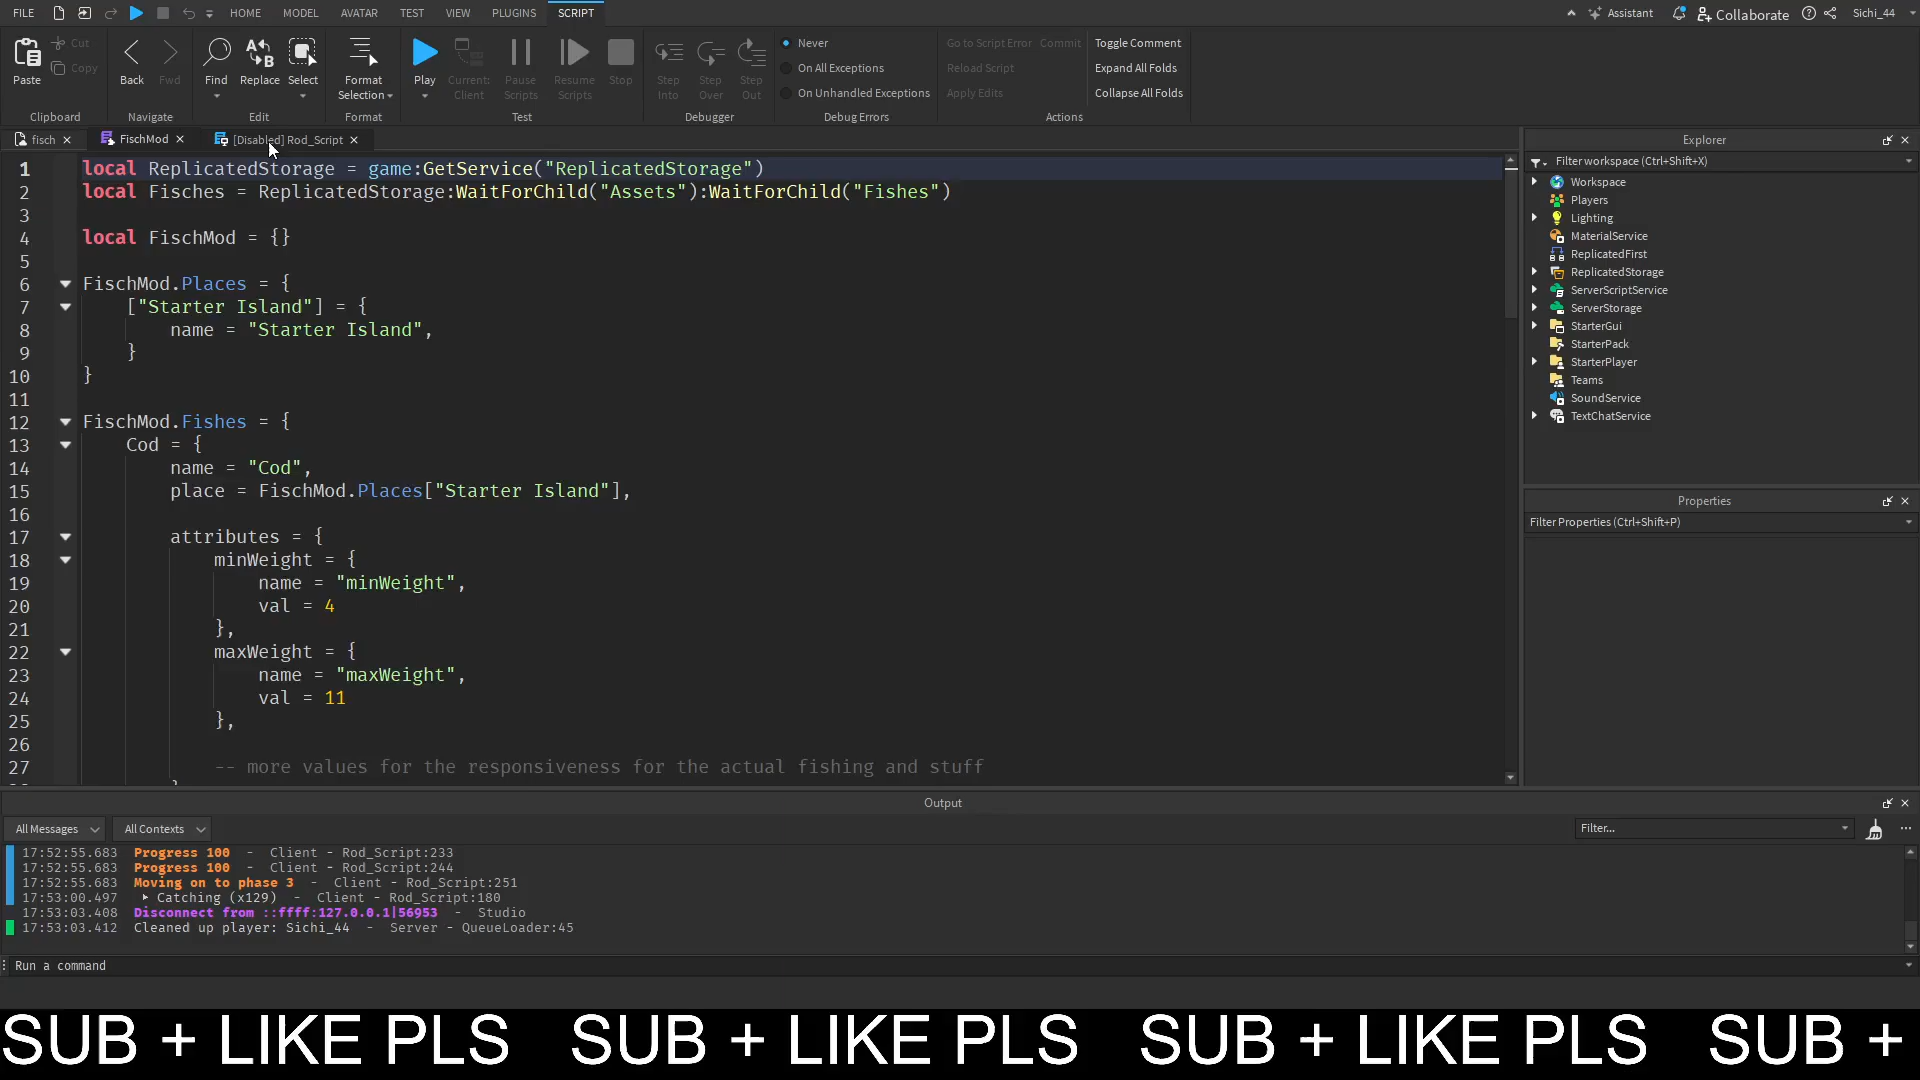 FILE HOME MODEL AVATAR TEST VIEW PLUGINS SCRIPT Assistant Collaborate Sichi_44
Paste Cut Copy Back Fwd Find Replace Select Format Selection Play Current: Client Pause Scripts Resume Scripts Stop Step Into Step Over Step Out
Never
On All Exceptions
On Unhandled Exceptions
Go to Script Error Commit
Reload Script
Apply Edits
Toggle Comment
Expand All Folds
Collapse All Folds
Clipboard Navigate Edit Format Test Debugger Debug Errors Actions
fisch FischMod [Disabled] Rod_Script
1 local ReplicatedStorage = game:GetService("ReplicatedStorage")
2 local Fisches = ReplicatedStorage:WaitForChild("Assets"):WaitForChild("Fishes")
3
4 local FischMod = {}
5
6 FischMod.Places = {
7 ["Starter Island"] = {
8 name = "Starter Island",
9 }
10 }
11
12 FischMod.Fishes = {
13 Cod = {
14 name = "Cod",
15 place = FischMod.Places["Starter Island"],
16
17 attributes = {
18 minWeight = {
19 name = "minWeight",
20 val = 4
21 },
22 maxWeight = {
23 name = "maxWeight",
24 val = 11
25 },
26
27 -- more values for the responsiveness for the actual fishing and stuff
Explorer
Filter workspace (Ctrl+Shift+X)
Workspace
Players
Lighting
MaterialService
ReplicatedFirst
ReplicatedStorage
ServerScriptService
ServerStorage
StarterGui
StarterPack
StarterPlayer
Teams
SoundService
TextChatService
Properties
Filter Properties (Ctrl+Shift+P)
Output
All Messages All Contexts Filter...
17:52:55.683 Progress 100 - Client - Rod_Script:233
17:52:55.683 Progress 100 - Client - Rod_Script:244
17:52:55.683 Moving on to phase 3 - Client - Rod_Script:251
17:53:00.497 Catching (x129) - Client - Rod_Script:180
17:53:03.408 Disconnect from ::ffff:127.0.0.1|56953 - Studio
17:53:03.412 Cleaned up player: Sichi_44 - Server - QueueLoader:45
Run a command
SUB + LIKE PLS SUB + LIKE PLS SUB + LIKE PLS SUB +